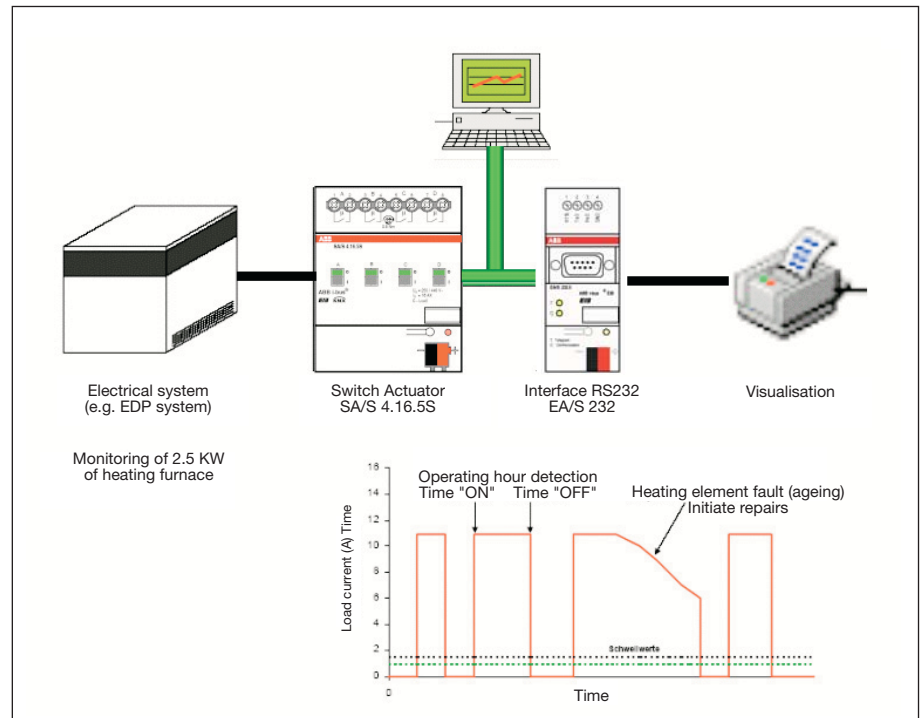 ABB
ABB
Electrical system
(e.g. EDP system)
Switch Actuator
SA/S 4.16.5S
Interface RS232
EA/S 232
Visualisation
Monitoring of 2.5 KW
of heating furnace
Operating hour detection
Time "ON" Time "OFF"
Heating element fault (ageing)
Initiate repairs
Load current (A) Time
16
14
12
10
8
6
4
2
0
Schwellwerte
0
Time